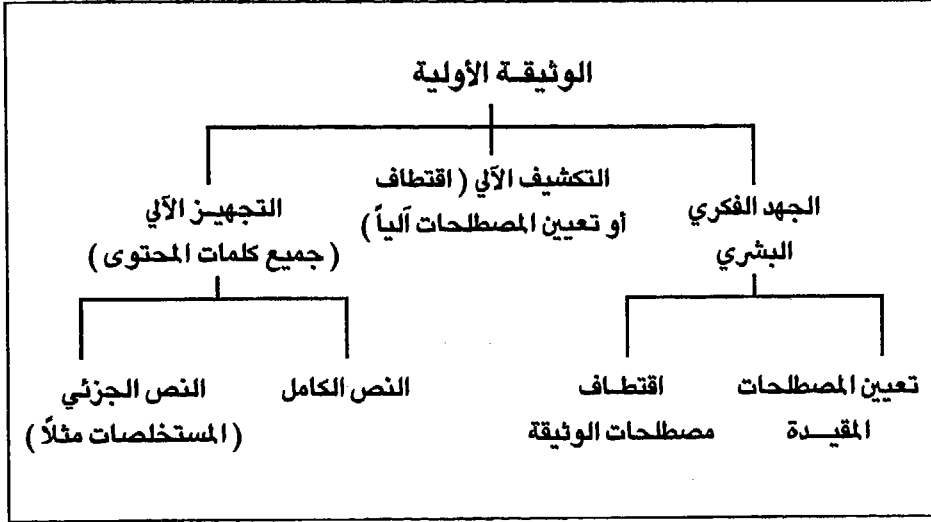 الوثيقة الأولية
الجهد الفكري
البشري
التكشيف الآلي ( اقتطاف
أو تعيين المصطلحات آلياً )
التجهيز الآلي
( جميع كلمات المحتوى )
تعيين المصطلحات
المقيدة
اقتطاف
مصطلحات الوثيقة
النص الكامل
النص الجزئي
( المستخلصات مثلاً )